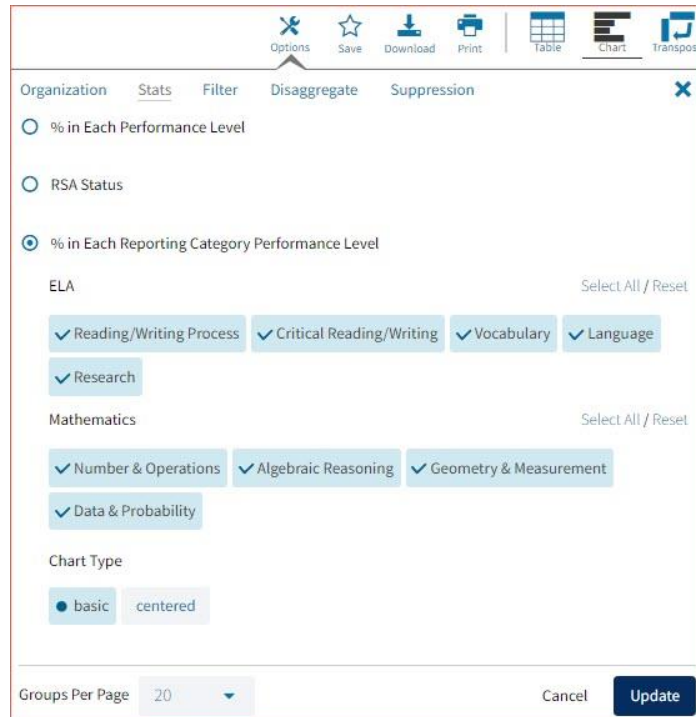 Options Save Download Print Table Chart Transpos
Organization Stats Filter Disaggregate Suppression
% in Each Performance Level
RSA Status
% in Each Reporting Category Performance Level
ELA Select All / Reset
Reading/Writing Process Critical Reading/Writing Vocabulary Language
Research
Mathematics Select All / Reset
Number & Operations Algebraic Reasoning Geometry & Measurement
Data & Probability
Chart Type
basic centered
Groups Per Page 20 Cancel Update